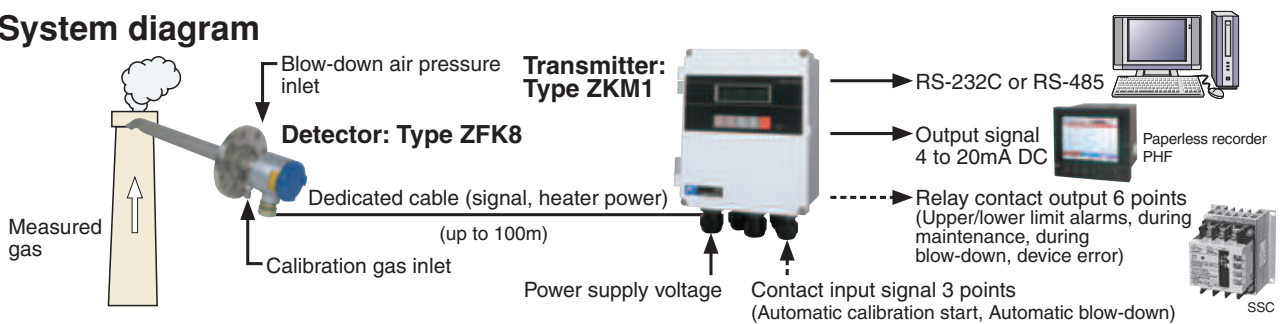 System diagram
Blow-down air pressure
inlet
Detector: Type ZFK8
Measured
gas
Dedicated cable (signal, heater power)
(up to 100m)
Calibration gas inlet
Transmitter:
Type ZKM1
Power supply voltage
Contact input signal 3 points
(Automatic calibration start, Automatic blow-down)
RS-232C or RS-485
Output signal
4 to 20mA DC
Paperless recorder
PHF
Relay contact output 6 points
(Upper/lower limit alarms, during
maintenance, during
blow-down, device error)
SSC